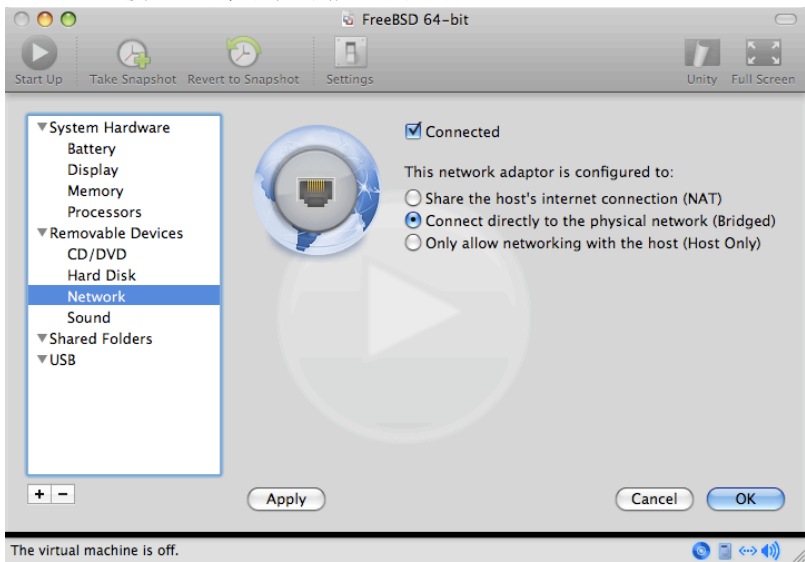 FreeBSD 64-bit
Start Up
Take Snapshot
Revert to Snapshot
Settings
Unity
Full Screen
System Hardware
Battery
Display
Memory
Processors
Removable Devices
CD/DVD
Hard Disk
Network
Sound
Shared Folders
USB
Connected
This network adaptor is configured to:
Share the host's internet connection (NAT)
Connect directly to the physical network (Bridged)
Only allow networking with the host (Host Only)
+ −
Apply
Cancel
OK
The virtual machine is off.